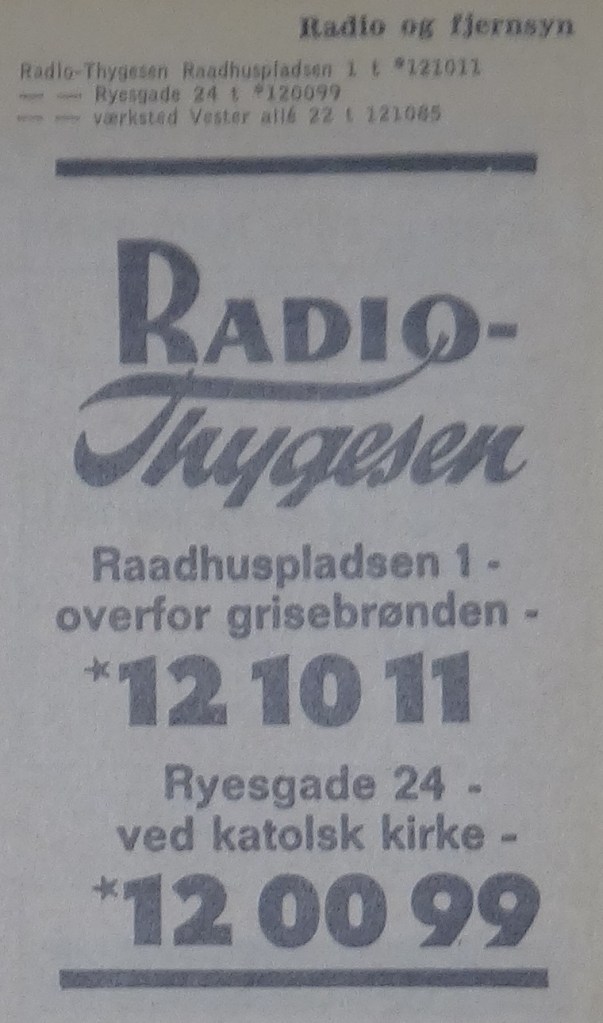 Radio og fjernsyn
Radio-Thygesen Raadhuspladsen 1 t *121011
— — Ryesgade 24 t *120099
— — værksted Vester allé 22 t 121085
RADIO-
Thygesen
Raadhuspladsen 1 -
overfor grisebrønden -
*12 10 11
Ryesgade 24 -
ved katolsk kirke -
*12 00 99